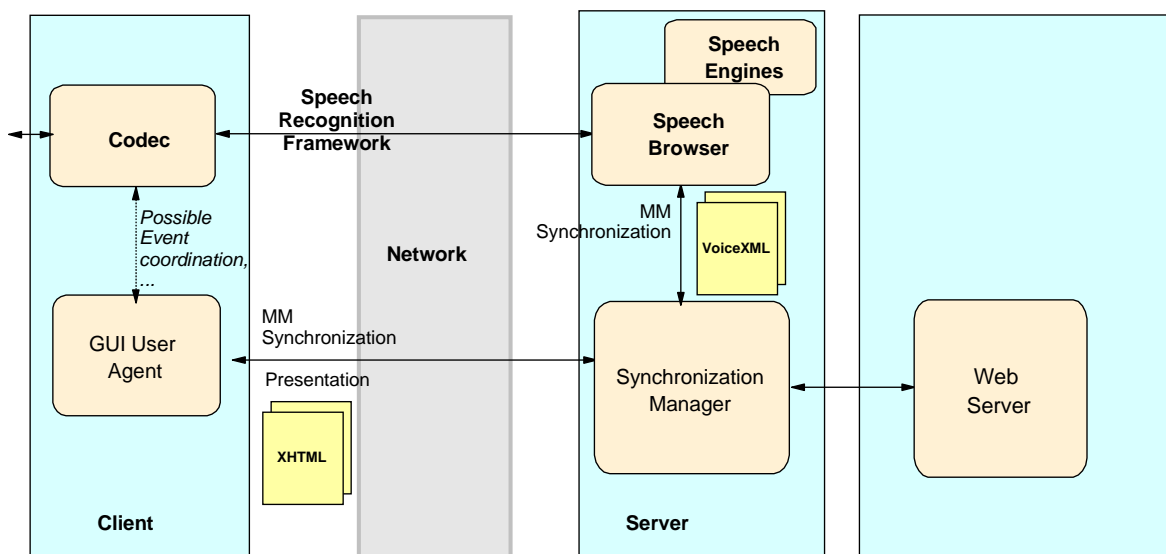 Speech
Engines
Speech
Recognition
Framework
Codec
Speech
Browser
Possible
Event
coordination,
...
MM
Synchronization
VoiceXML
Network
MM
Synchronization
GUI User
Agent
Presentation
XHTML
Synchronization
Manager
Web
Server
Client
Server